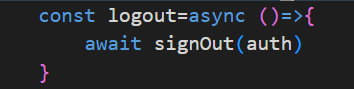 const logout=async ()=>{
    await signOut(auth)
}